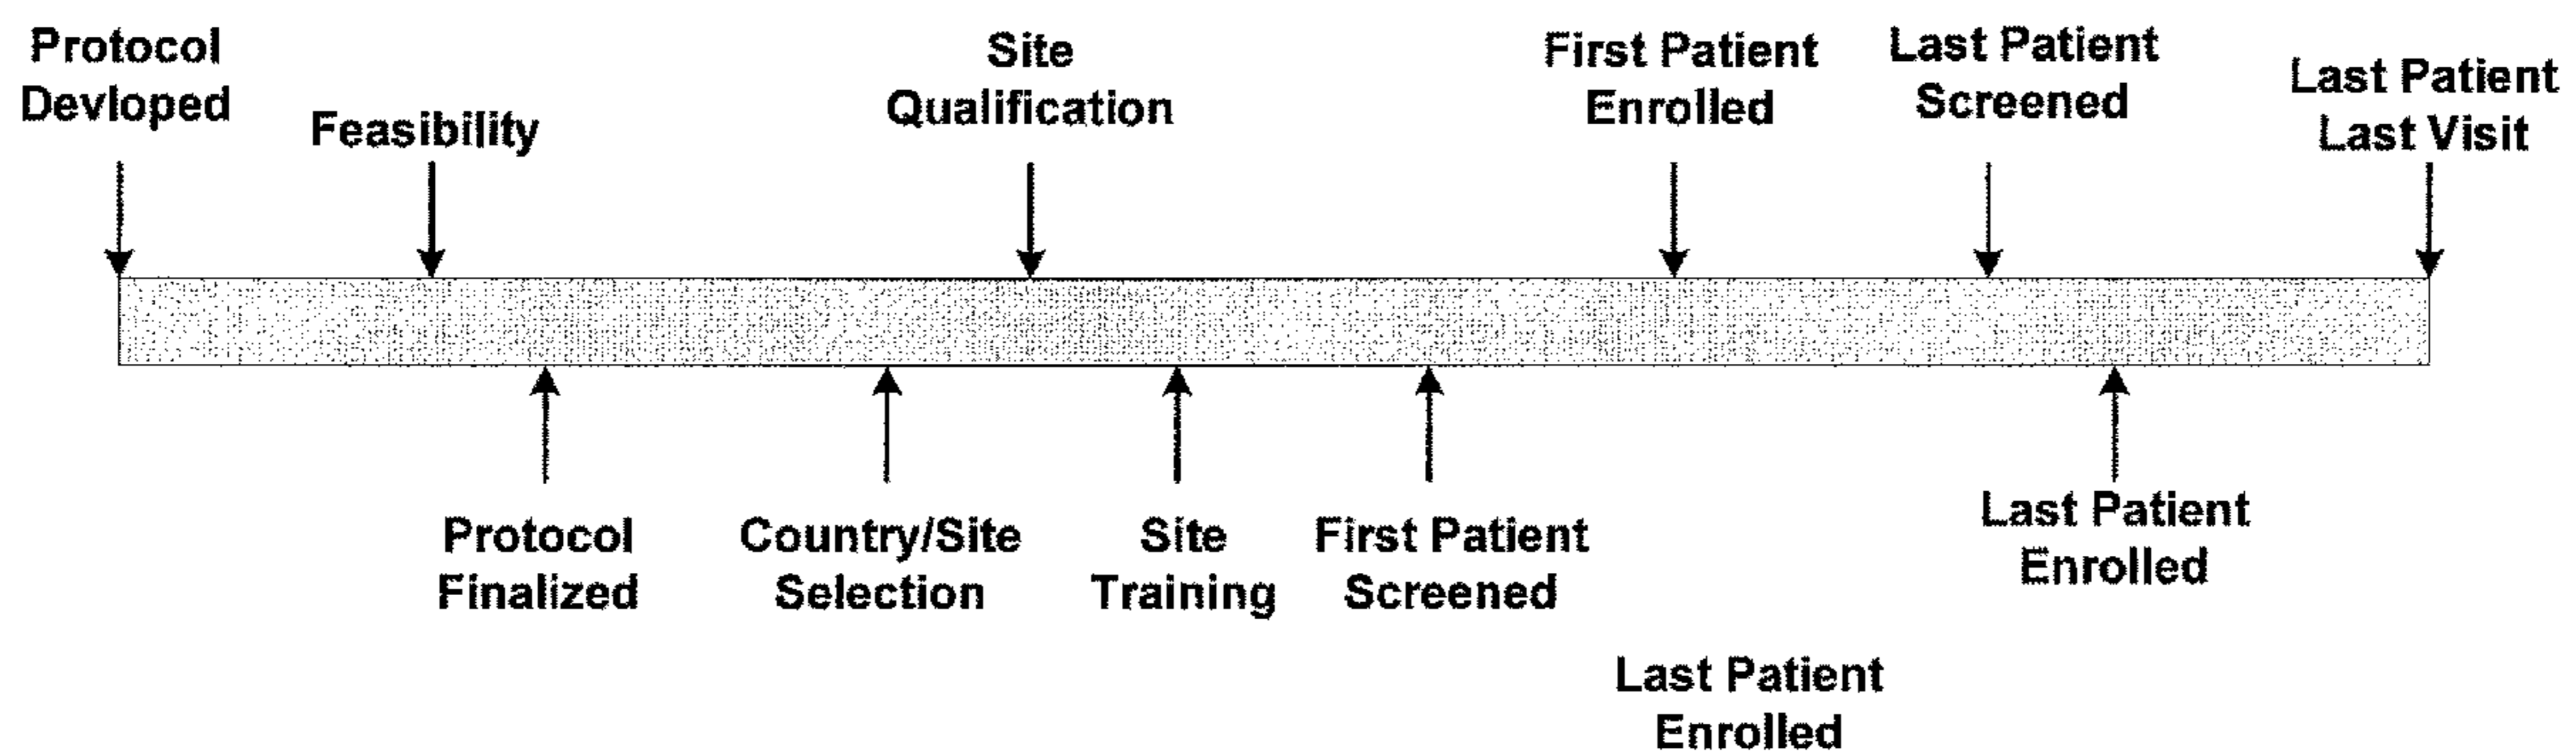 Protocol
Devloped
Feasibility
Site
Qualification
First Patient
Enrolled
Last Patient
Screened
Last Patient
Last Visit
Protocol
Finalized
Country/Site
Selection
Site
Training
First Patient
Screened
Last Patient
Enrolled
Last Patient
Enrolled